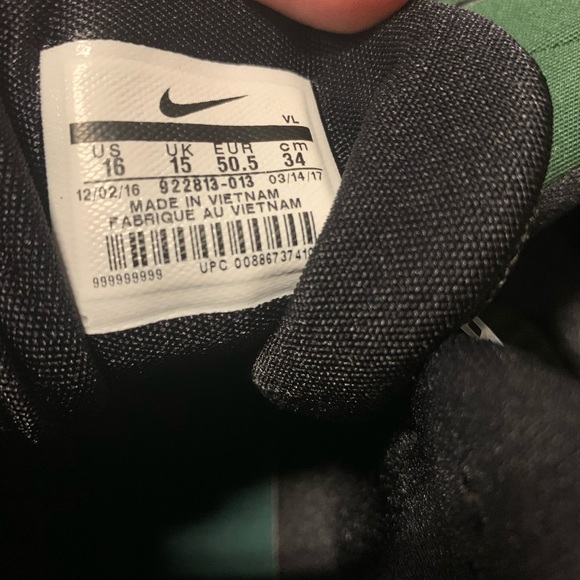 VL
US UK EUR cm
16 15 50.5 34
12/02/16 922813-013 03/14/17
MADE IN VIETNAM
FABRIQUE AU VIETNAM
999999999 UPC